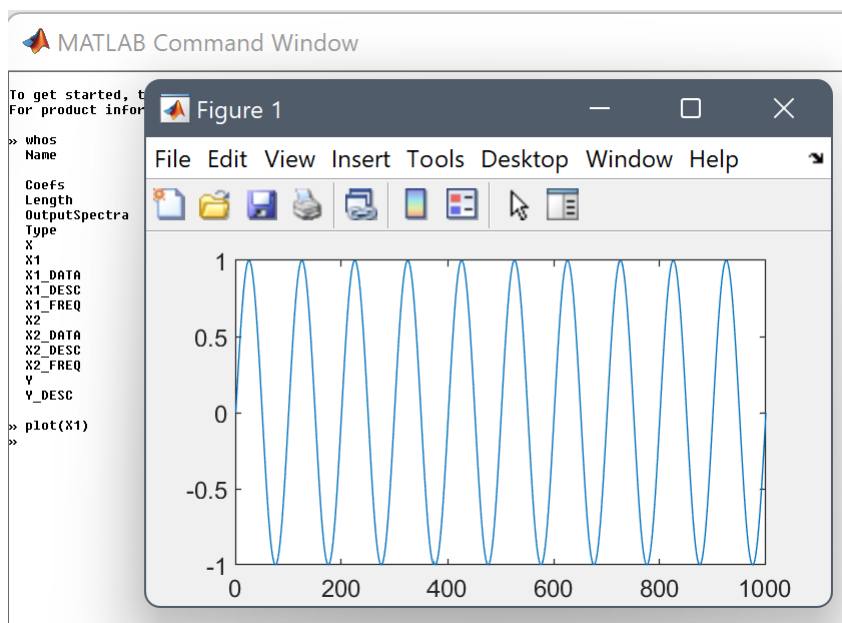 MATLAB Command Window
To get started, t
For product infor
» whos
Name
Coefs
Length
OutputSpectra
Type
X
X1
X1_DATA
X1_DESC
X1_FREQ
X2
X2_DATA
X2_DESC
X2_FREQ
Y
Y_DESC
» plot(X1)
»
Figure 1
File Edit View Insert Tools Desktop Window Help
1
0.5
0
-0.5
-1
0 200 400 600 800 1000